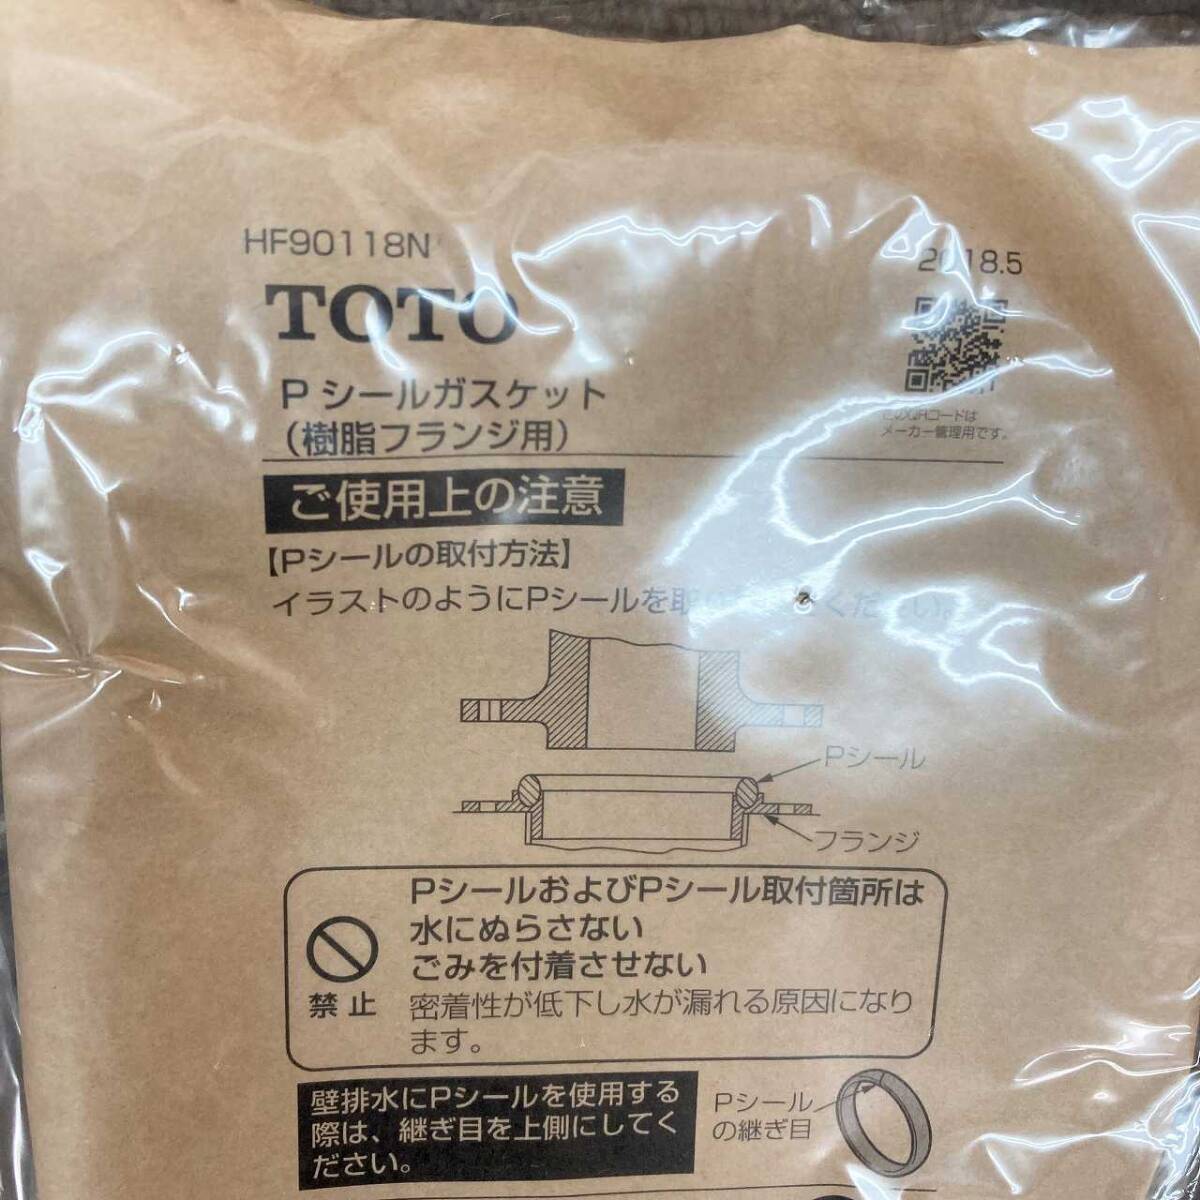 HF90118N
2018.5
TOTO
P シールガスケット
(樹脂フランジ用)
このQRコードは
メーカー管理用です。
ご使用上の注意
【Pシールの取付方法】
イラストのようにPシールを取り ください。
Pシール
フランジ
禁止
Pシールおよび Pシール取付箇所は
水にぬらさない
ごみを付着させない
密着性が低下し水が漏れる原因になり
ます。
壁排水にPシールを使用する
際は、継ぎ目を上側にしてく
ださい。
Pシール
の継ぎ目